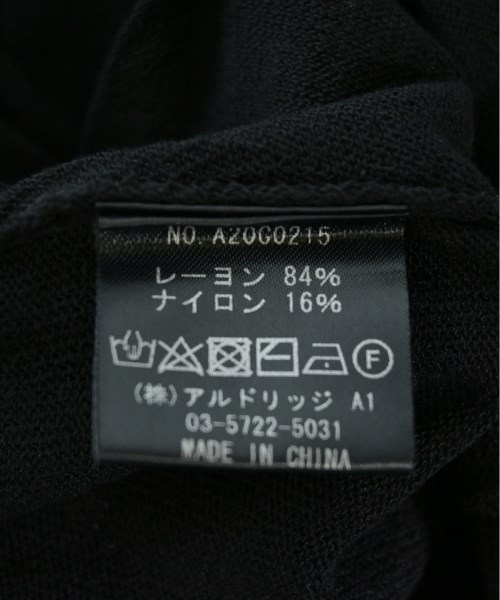 NO. A20C0215
レーヨン 84%
ナイロン 16%
F
(株)アルドリッジ A1
03-5722-5031
MADE IN CHINA